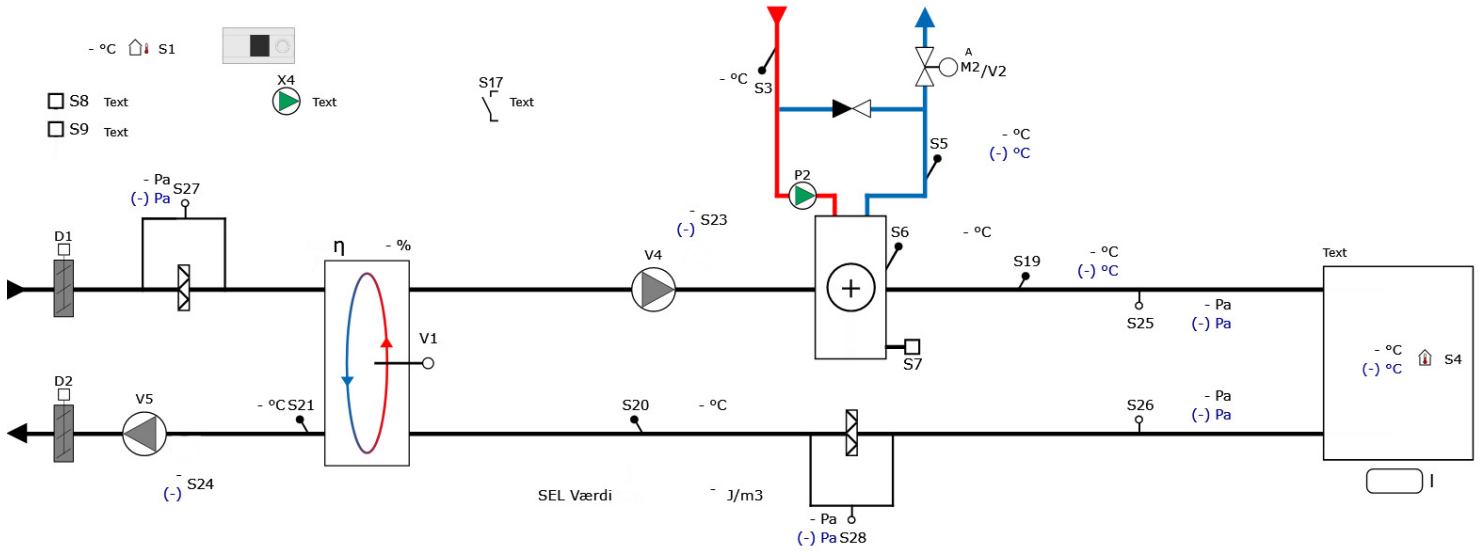 - °C S1
X4
Text
S17
Text
S8 Text
S9 Text
- °C
S3
A
M2/V2
S5
- °C
(-) °C
P2
- Pa
(-) Pa
S27
D1
η - %
-
(-) S23
V4
S6
- °C
S19
- °C
(-) °C
Text
S25
- Pa
(-) Pa
V1
S7
- °C
(-) °C
S4
D2
V5
- °C S21
S20
- °C
S26
- Pa
(-) Pa
-
(-) S24
SEL Værdi - J/m3
- Pa
(-) Pa S28
I